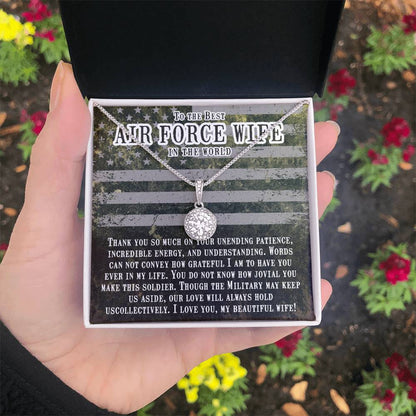 To the Best
Air Force Wife
in the world
Thank you so much on your unending patience,
incredible energy, and understanding. Words
can not convey how grateful I am to have you
ever in my life. You do not know how jovial you
make this soldier. Though the Military may keep
us aside, our love will always hold
uscollectively. I love you, my beautiful wife!